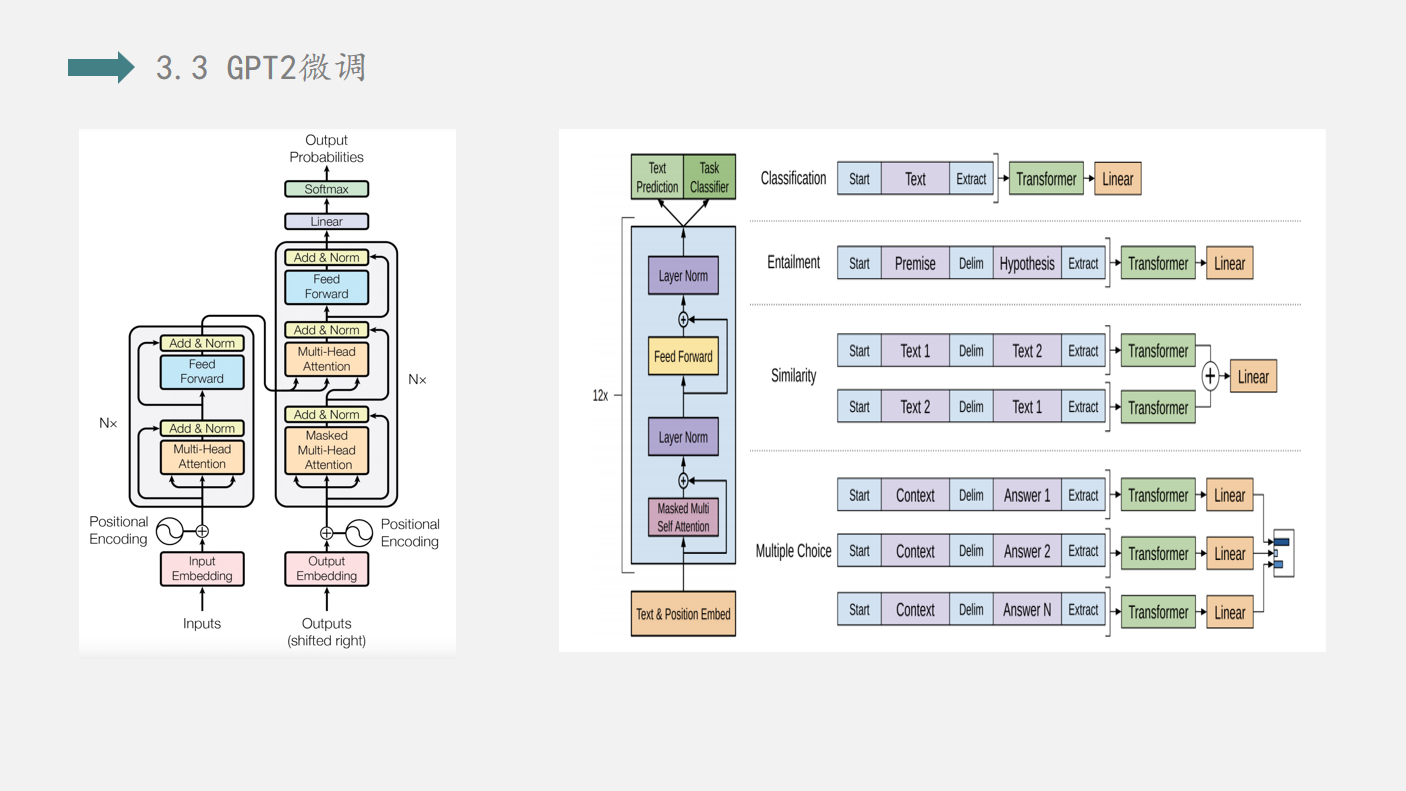 3.3 GPT2微调
Output
Probabilities
Softmax
Linear
Add & Norm
Feed
Forward
Add & Norm
Multi-Head
Attention
Add & Norm
Masked
Multi-Head
Attention
Nx
Add & Norm
Feed
Forward
Nx
Add & Norm
Multi-Head
Attention
Positional
Encoding
Positional
Encoding
Input
Embedding
Output
Embedding
Inputs
Outputs
(shifted right)
Text
Prediction
Task
Classifier
Layer Norm
+
Feed Forward
12x
Layer Norm
+
Masked Multi
Self Attention
Text & Position Embed
Classification Start Text Extract Transformer Linear
Entailment Start Premise Delim Hypothesis Extract Transformer Linear
Start Text 1 Delim Text 2 Extract Transformer
Similarity + Linear
Start Text 2 Delim Text 1 Extract Transformer
Start Context Delim Answer 1 Extract Transformer Linear
Multiple Choice Start Context Delim Answer 2 Extract Transformer Linear
Start Context Delim Answer N Extract Transformer Linear